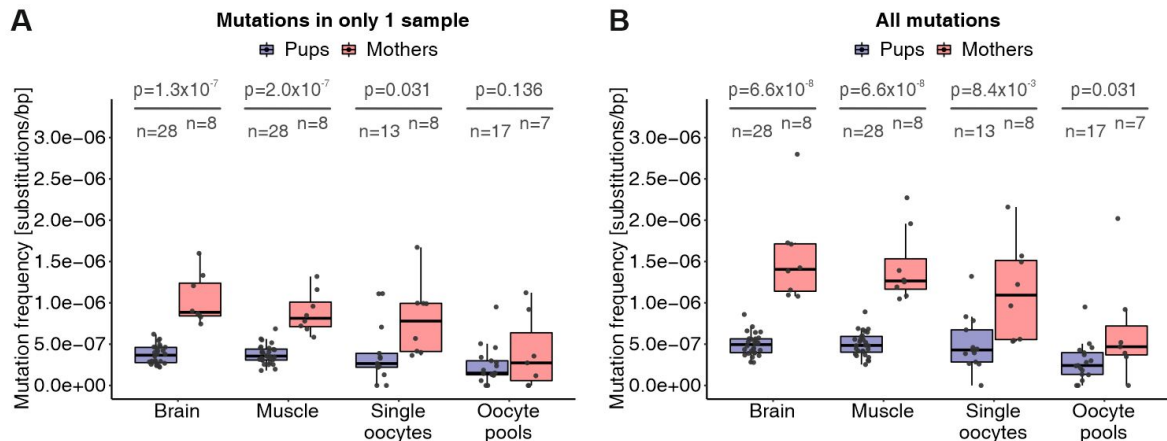 A
Mutations in only 1 sample
Pups Mothers
p=1.3x10⁻⁷ p=2.0x10⁻⁷ p=0.031 p=0.136
n=28 n=8 n=28 n=8 n=13 n=8 n=17 n=7
Mutation frequency [substitutions/bp]
3.0e−06
2.5e−06
2.0e−06
1.5e−06
1.0e−06
5.0e−07
0.0e+00
Brain Muscle Single oocytes Oocyte pools
B
All mutations
Pups Mothers
p=6.6x10⁻⁸ p=6.6x10⁻⁸ p=8.4x10⁻³ p=0.031
n=28 n=8 n=28 n=8 n=13 n=8 n=17 n=7
Mutation frequency [substitutions/bp]
3.0e−06
2.5e−06
2.0e−06
1.5e−06
1.0e−06
5.0e−07
0.0e+00
Brain Muscle Single oocytes Oocyte pools